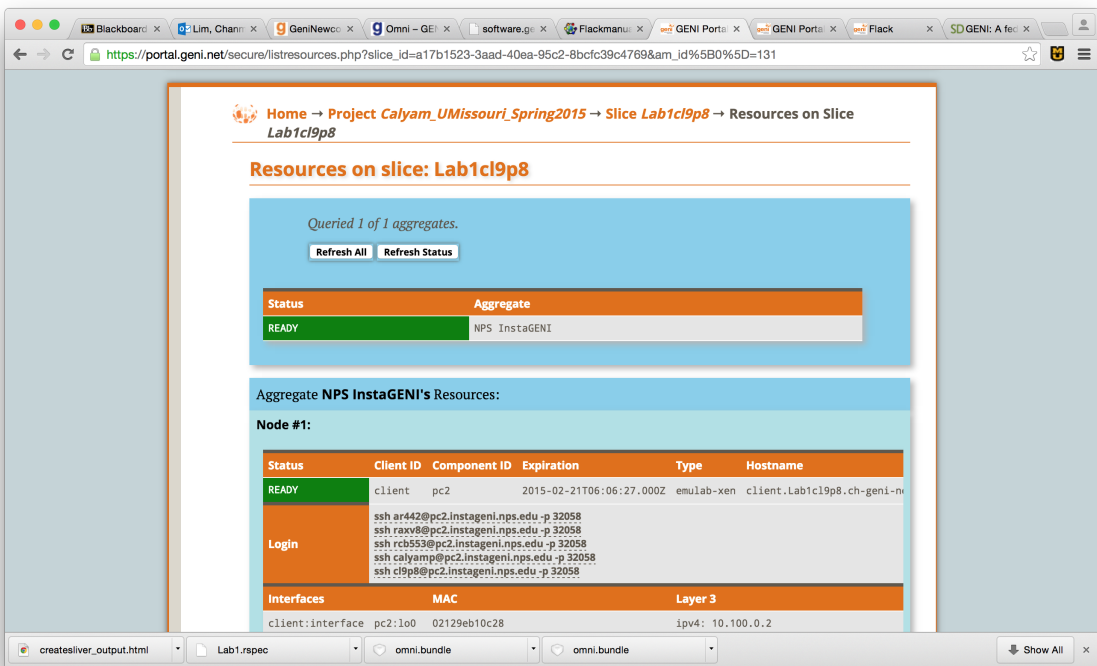 Blackboard
Lim, Chanm
GeniNewco
Omni – GEN
software.ge
Flackmanua
GENI Porta
GENI Porta
Flack
GENI: A fed
https://portal.geni.net/secure/listresources.php?slice_id=a17b1523-3aad-40ea-95c2-8bcfc39c4769&am_id%5B0%5D=131
Home → Project Calyam_UMissouri_Spring2015 → Slice Lab1cl9p8 → Resources on Slice
Lab1cl9p8
Resources on slice: Lab1cl9p8
Queried 1 of 1 aggregates.
Refresh All Refresh Status
Status Aggregate
READY NPS InstaGENI
Aggregate NPS InstaGENI's Resources:
Node #1:
Status Client ID Component ID Expiration Type Hostname
READY client pc2 2015-02-21T06:06:27.000Z emulab-xen client.Lab1cl9p8.ch-geni-ne
Login
ssh ar442@pc2.instageni.nps.edu -p 32058
ssh raxv8@pc2.instageni.nps.edu -p 32058
ssh rcb553@pc2.instageni.nps.edu -p 32058
ssh calyamp@pc2.instageni.nps.edu -p 32058
ssh cl9p8@pc2.instageni.nps.edu -p 32058
Interfaces MAC Layer 3
client:interface pc2:lo0 02129eb10c28 ipv4: 10.100.0.2
createsliver_output.html Lab1.rspec omni.bundle omni.bundle Show All